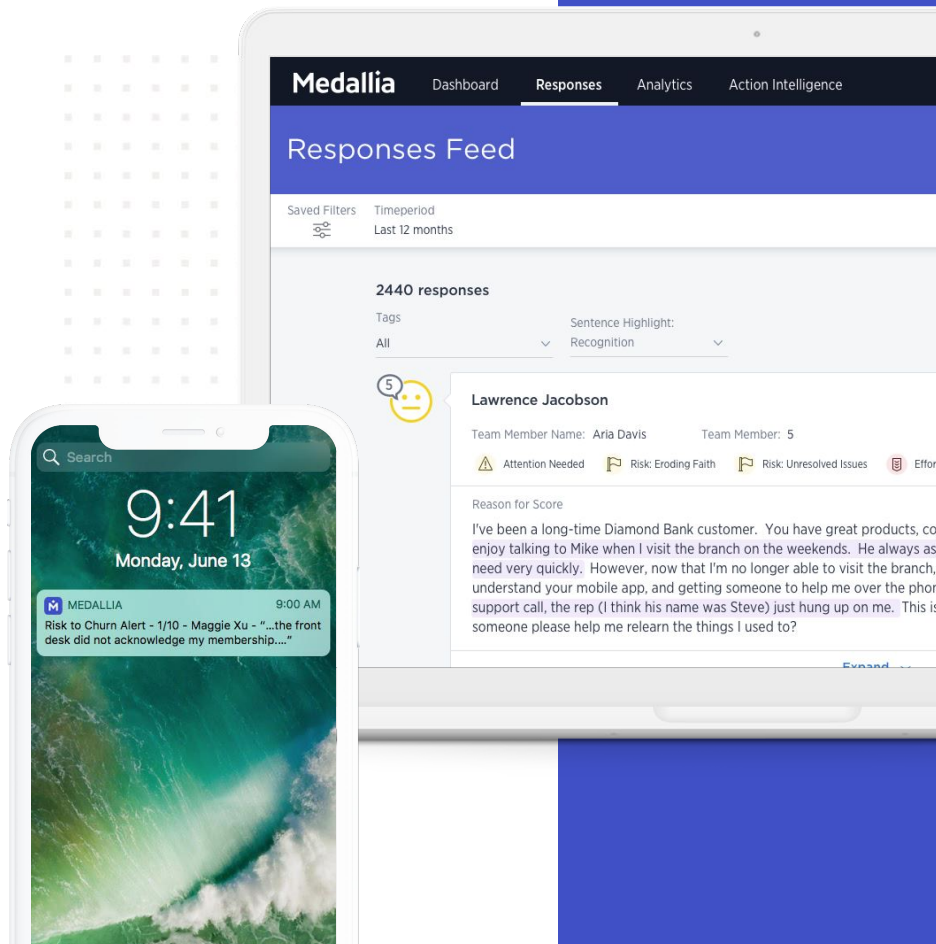 Medallia Dashboard Responses Analytics Action Intelligence
Responses Feed
Saved Filters Timeperiod
Last 12 months
2440 responses
Tags
Sentence Highlight:
All
Recognition
5
Lawrence Jacobson
Team Member Name: Aria Davis Team Member: 5
Attention Needed Risk: Eroding Faith Risk: Unresolved Issues
Reason for Score
I've been a long-time Diamond Bank customer. You have great products,
enjoy talking to Mike when I visit the branch on the weekends. He always
need very quickly. However, now that I'm no longer able to visit the branch,
understand your mobile app, and getting someone to help me over the
support call, the rep (I think his name was Steve) just hung up on me. This
someone please help me relearn the things I used to?
Expand
Search
9:41
Monday, June 13
MEDALLIA 9:00 AM
Risk to Churn Alert - 1/10 - Maggie Xu - “...the front
desk did not acknowledge my membership....”